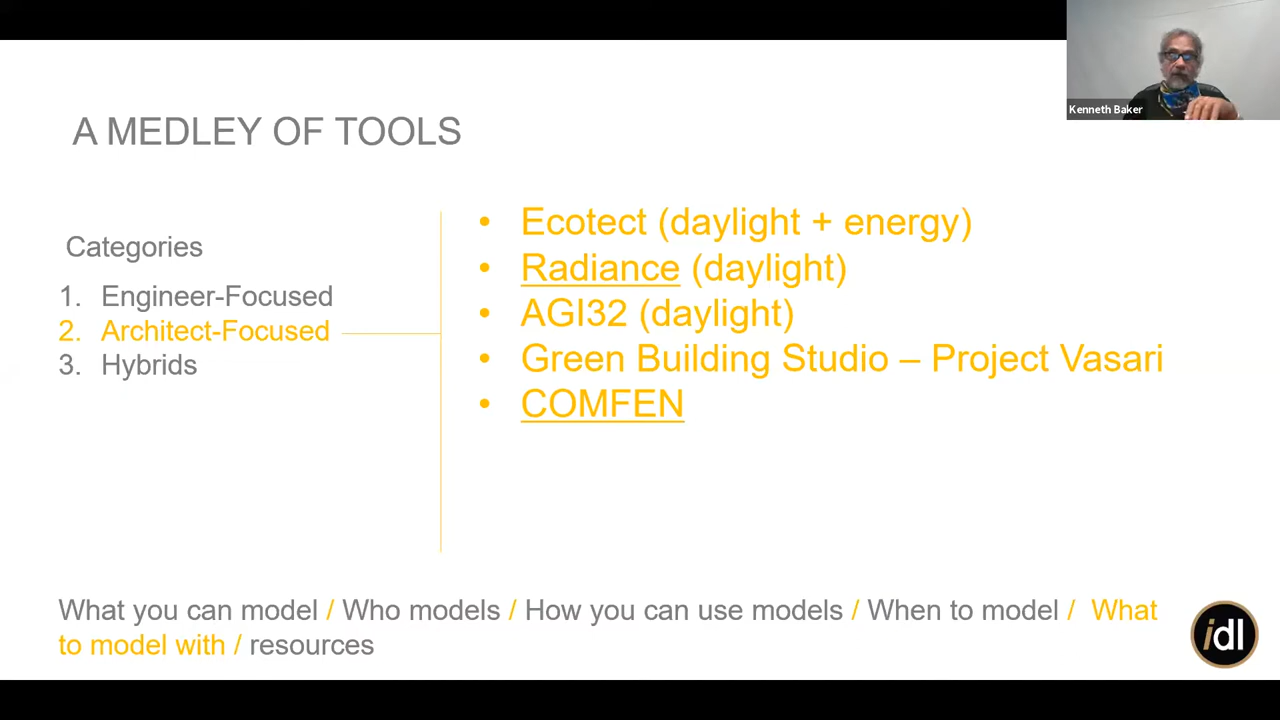 Kenneth Baker
A MEDLEY OF TOOLS
Categories
1. Engineer-Focused
2. Architect-Focused
3. Hybrids
• Ecotect (daylight + energy)
• Radiance (daylight)
• AGI32 (daylight)
• Green Building Studio – Project Vasari
• COMFEN
What you can model / Who models / How you can use models / When to model / What
to model with / resources
idl